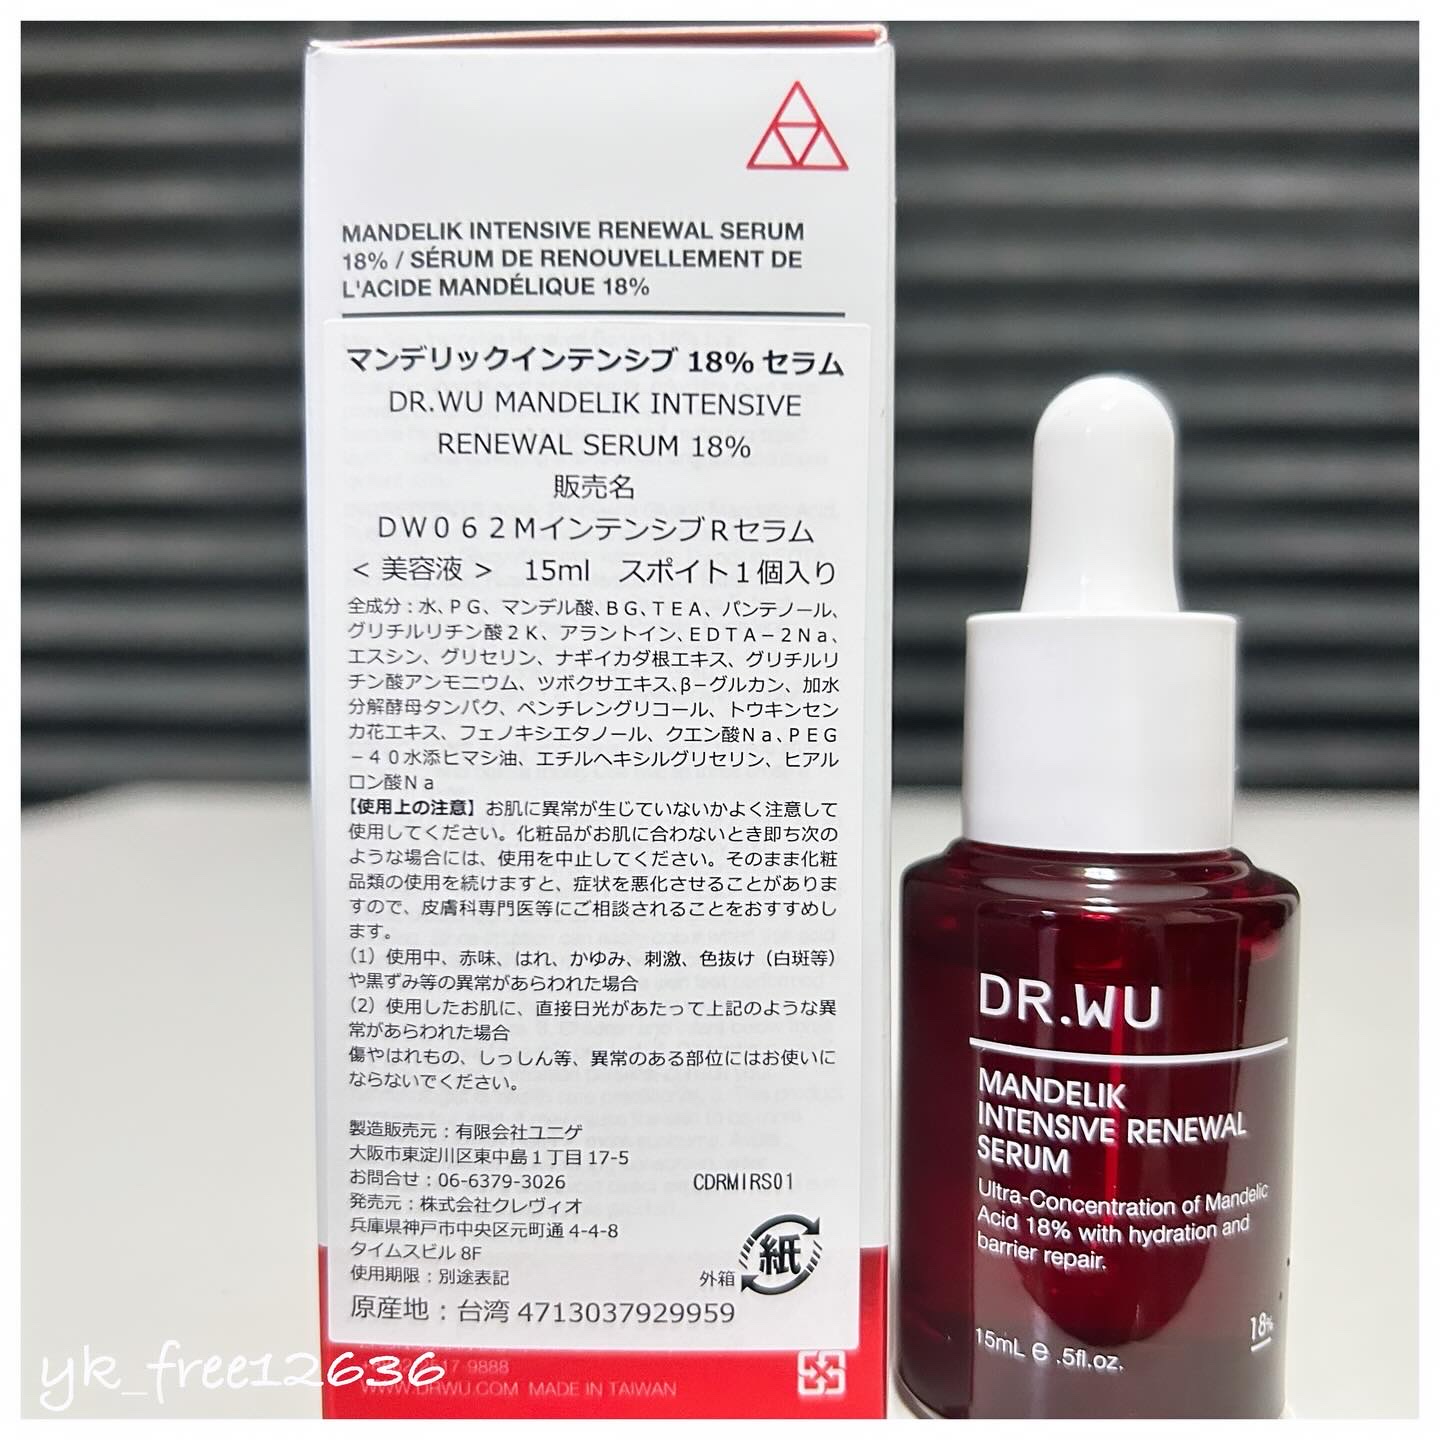 MANDELIK INTENSIVE RENEWAL SERUM
18% / SÉRUM DE RENOUVELLEMENT DE
L'ACIDE MANDÉLIQUE 18%
マンデリックインテンシブ 18% セラム
DR.WU MANDELIK INTENSIVE
RENEWAL SERUM 18%
販売名
ＤＷ０６２ＭインテンシブＲセラム
＜ 美容液 ＞ 15ml スポイト１個入り
全成分：水、ＰＧ、マンデル酸、ＢＧ、ＴＥＡ、パンテノール、
グリチルリチン酸２Ｋ、アラントイン、ＥＤＴＡ－２Ｎａ、
エスシン、グリセリン、ナギイカダ根エキス、グリチルリ
チン酸アンモニウム、ツボクサエキス、β－グルカン、加水
分解酵母タンパク、ペンチレングリコール、トウキンセン
カ花エキス、フェノキシエタノール、クエン酸Ｎａ、ＰＥＧ
－４０水添ヒマシ油、エチルヘキシルグリセリン、ヒアル
ロン酸Ｎａ
【使用上の注意】お肌に異常が生じていないかよく注意して
使用してください。化粧品がお肌に合わないとき即ち次の
ような場合には、使用を中止してください。そのまま化粧
品類の使用を続けますと、症状を悪化させることがありま
すので、皮膚科専門医等にご相談されることをおすすめし
ます。
（1）使用中、赤味、はれ、かゆみ、刺激、色抜け（白斑等）
や黒ずみ等の異常があらわれた場合
（2）使用したお肌に、直接日光があたって上記のような異
常があらわれた場合
傷やはれもの、しっしん等、異常のある部位にはお使いに
ならないでください。
製造販売元：有限会社ユニゲ
大阪市東淀川区東中島１丁目 17-5
お問合せ：06-6379-3026 CDRMIRS01
発売元：株式会社クレヴィオ
兵庫県神戸市中央区元町通 4-4-8
タイムスビル 8F
使用期限：別途表記
外箱 紙
原産地：台湾 4713037929959
WWW.DRWU.COM MADE IN TAIWAN
DR.WU
MANDELIK
INTENSIVE RENEWAL
SERUM
Ultra-Concentration of Mandelic
Acid 18% with hydration and
barrier repair.
18%
15mL e .5fl.oz.
yk_free12636